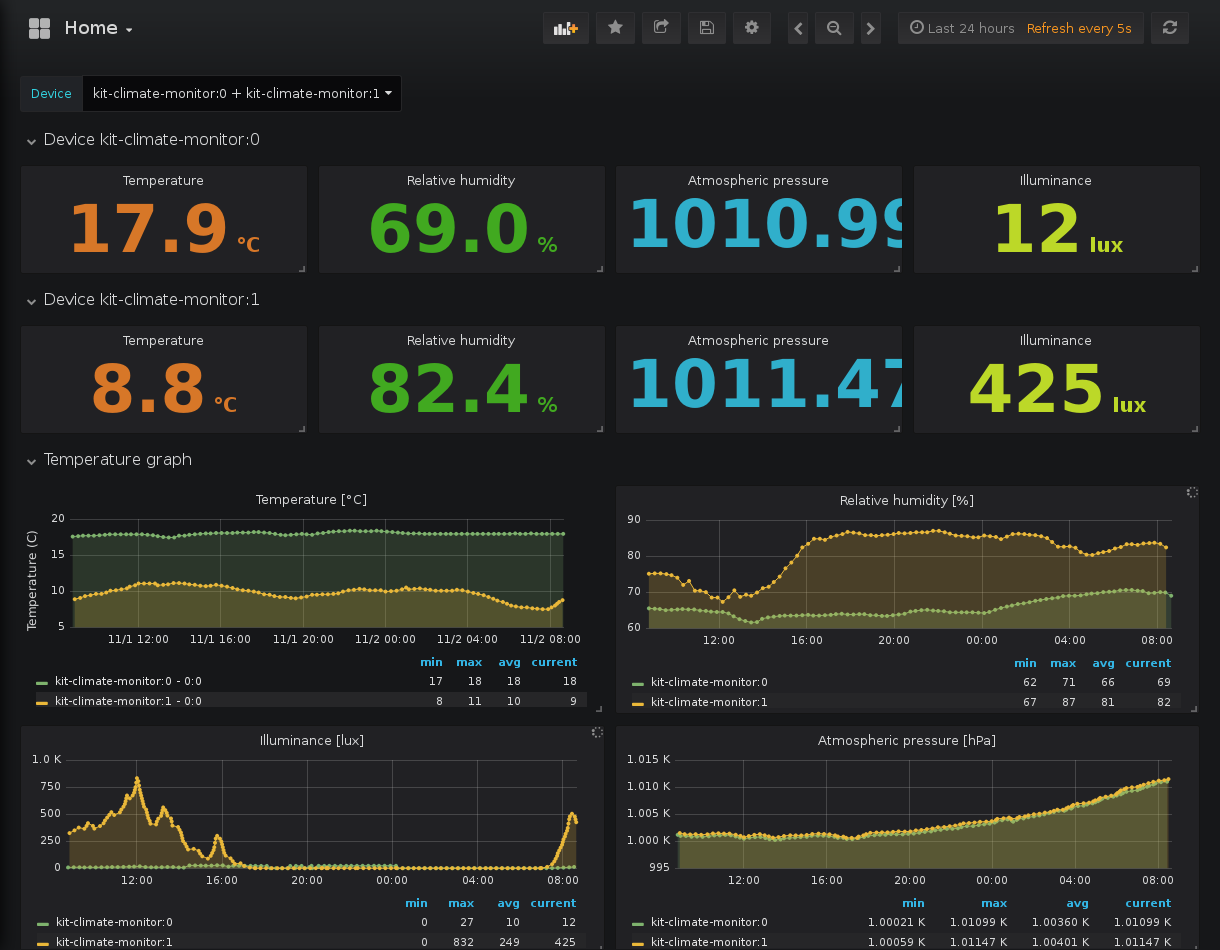 Home
Last 24 hours Refresh every 5s
Device kit-climate-monitor:0 + kit-climate-monitor:1
Device kit-climate-monitor:0
Temperature Relative humidity Atmospheric pressure Illuminance
17.9 °C 69.0 % 1010.99 12 lux
Device kit-climate-monitor:1
Temperature Relative humidity Atmospheric pressure Illuminance
8.8 °C 82.4 % 1011.47 425 lux
Temperature graph
Temperature [°C]
Temperature (C)
20
15
10
5
11/1 12:00 11/1 16:00 11/1 20:00 11/2 00:00 11/2 04:00 11/2 08:00
min max avg current
kit-climate-monitor:0 - 0:0 17 18 18 18
kit-climate-monitor:1 - 0:0 8 11 10 9
Relative humidity [%]
90
80
70
60
12:00 16:00 20:00 00:00 04:00 08:00
min max avg current
kit-climate-monitor:0 62 71 66 69
kit-climate-monitor:1 67 87 81 82
Illuminance [lux]
1.0 K
750
500
250
0
12:00 16:00 20:00 00:00 04:00 08:00
min max avg current
kit-climate-monitor:0 0 27 10 12
kit-climate-monitor:1 0 832 249 425
Atmospheric pressure [hPa]
1.015 K
1.010 K
1.005 K
1.000 K
995
12:00 16:00 20:00 00:00 04:00 08:00
min max avg current
kit-climate-monitor:0 1.00021 K 1.01099 K 1.00360 K 1.01099 K
kit-climate-monitor:1 1.00059 K 1.01147 K 1.00401 K 1.01147 K